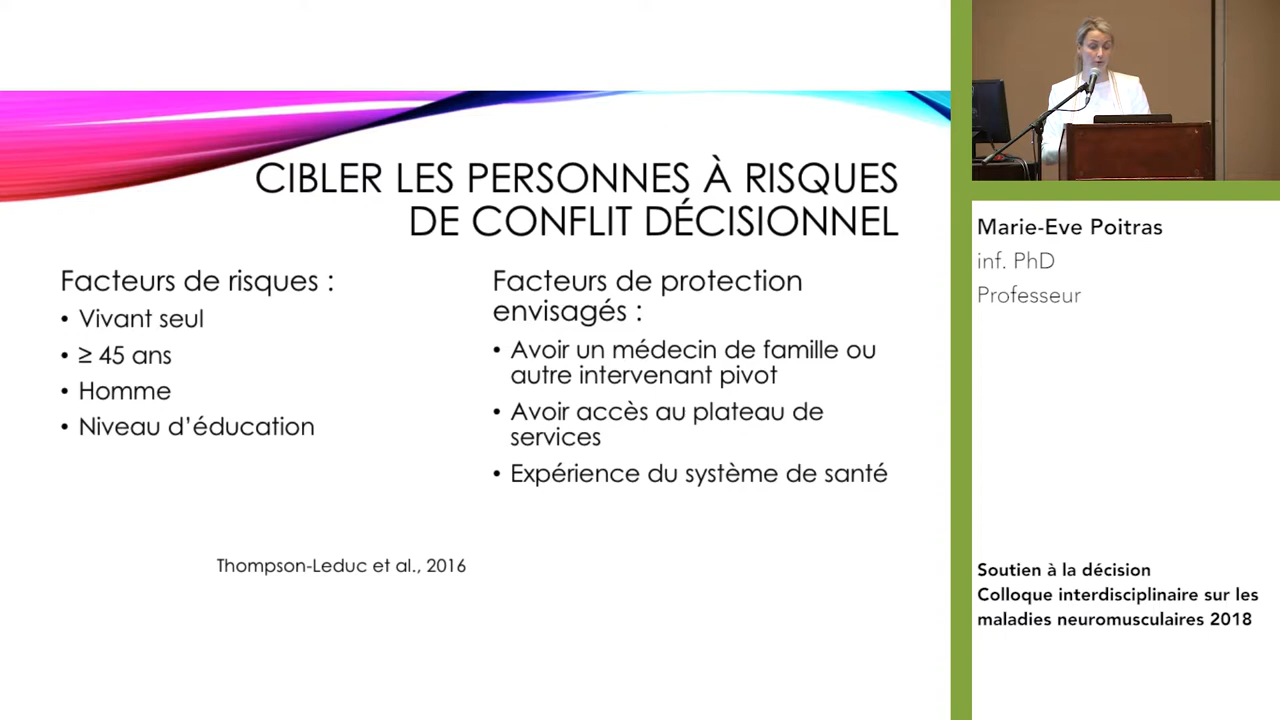 CIBLER LES PERSONNES À RISQUES
DE CONFLIT DÉCISIONNEL
Facteurs de risques :
• Vivant seul
• ≥ 45 ans
• Homme
• Niveau d'éducation
Facteurs de protection
envisagés :
• Avoir un médecin de famille ou
autre intervenant pivot
• Avoir accès au plateau de
services
• Expérience du système de santé
Thompson-Leduc et al., 2016
Marie-Eve Poitras
inf. PhD
Professeur
Soutien à la décision
Colloque interdisciplinaire sur les
maladies neuromusculaires 2018